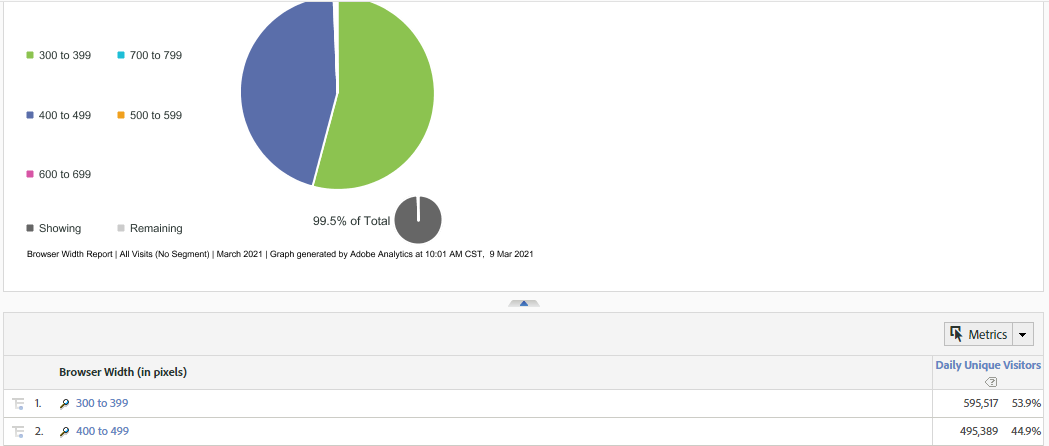 300 to 399 700 to 799
400 to 499 500 to 599
600 to 699
99.5% of Total
Showing Remaining
Browser Width Report | All Visits (No Segment) | March 2021 | Graph generated by Adobe Analytics at 10:01 AM CST, 9 Mar 2021
Metrics
Browser Width (in pixels) Daily Unique Visitors
?
1. 300 to 399 595,517 53.9%
2. 400 to 499 495,389 44.9%